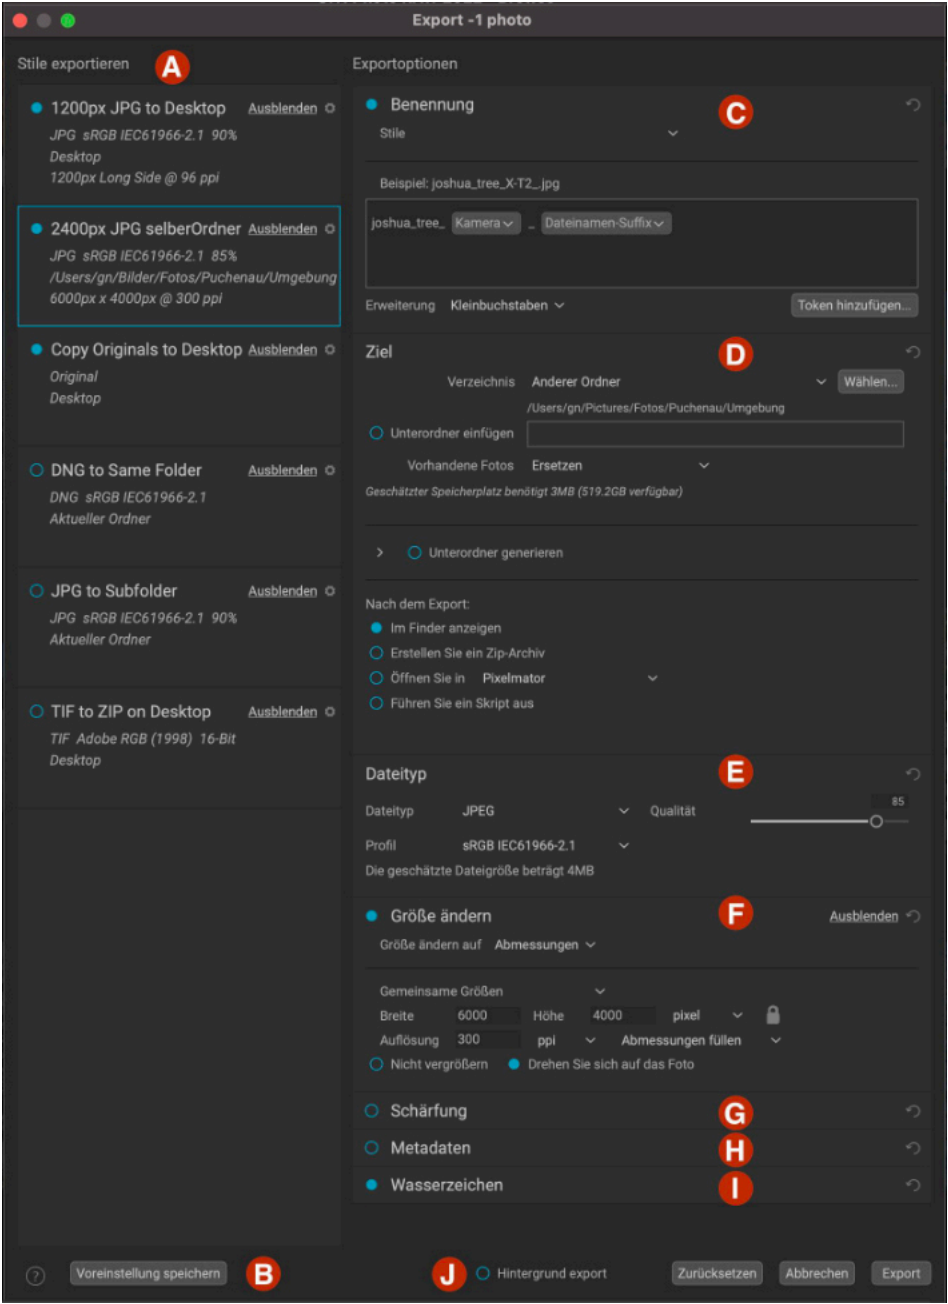 Export -1 photo
Stile exportieren
A
1200px JPG to Desktop Ausblenden
JPG sRGB IEC61966-2.1 90%
Desktop
1200px Long Side @ 96 ppi
2400px JPG selberOrdner Ausblenden
JPG sRGB IEC61966-2.1 85%
/Users/gn/Bilder/Fotos/Puchenau/Umgebung
6000px x 4000px @ 300 ppi
Copy Originals to Desktop Ausblenden
Original
Desktop
DNG to Same Folder Ausblenden
DNG sRGB IEC61966-2.1
Aktueller Ordner
JPG to Subfolder Ausblenden
JPG sRGB IEC61966-2.1 90%
Aktueller Ordner
TIF to ZIP on Desktop Ausblenden
TIF Adobe RGB (1998) 16-Bit
Desktop
Exportoptionen
Benennung C
Stile
Beispiel: joshua_tree_X-T2_.jpg
joshua_tree_ Kamera _ Dateinamen-Suffix
Erweiterung Kleinbuchstaben Token hinzufügen...
Ziel D
Verzeichnis Anderer Ordner Wählen...
/Users/gn/Pictures/Fotos/Puchenau/Umgebung
Unterordner einfügen
Vorhandene Fotos Ersetzen
Geschätzter Speicherplatz benötigt 3MB (519.2GB verfügbar)
Unterordner generieren
Nach dem Export:
Im Finder anzeigen
Erstellen Sie ein Zip-Archiv
Öffnen Sie in Pixelmator
Führen Sie ein Skript aus
Dateityp E
Dateityp JPEG Qualität 85
Profil sRGB IEC61966-2.1
Die geschätzte Dateigröße beträgt 4MB
Größe ändern F Ausblenden
Größe ändern auf Abmessungen
Gemeinsame Größen
Breite 6000 Höhe 4000 pixel
Auflösung 300 ppi Abmessungen füllen
Nicht vergrößern Drehen Sie sich auf das Foto
Schärfung G
Metadaten H
Wasserzeichen I
? Voreinstellung speichern B J Hintergrund export Zurücksetzen Abbrechen Export